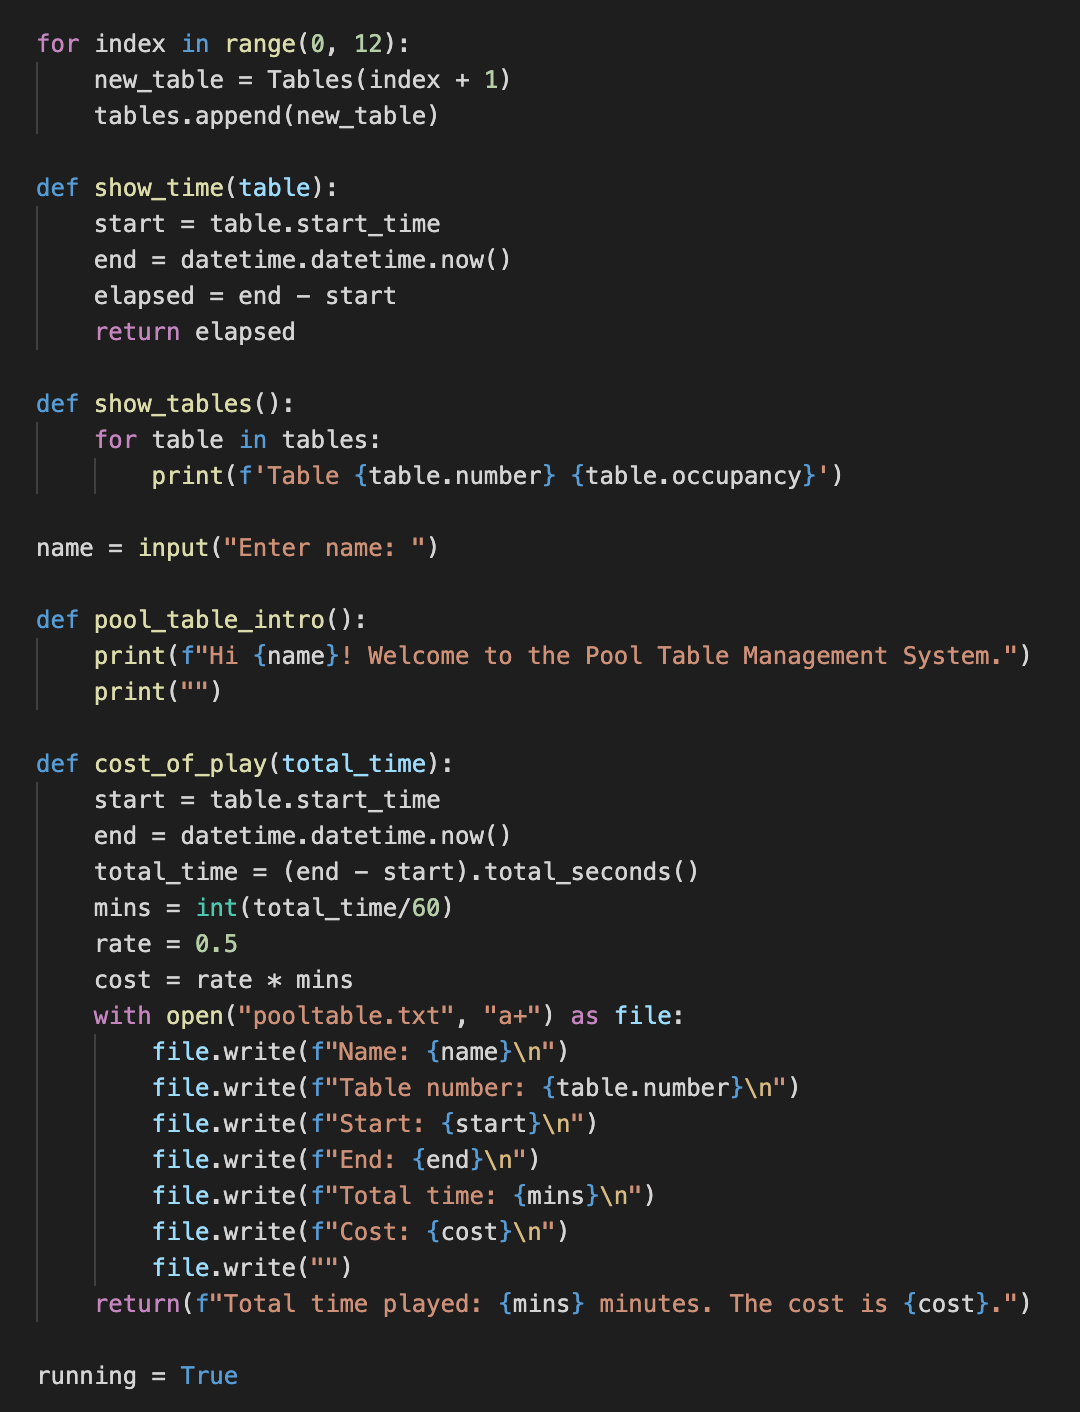 for index in range(0, 12):
    new_table = Tables(index + 1)
    tables.append(new_table)

def show_time(table):
    start = table.start_time
    end = datetime.datetime.now()
    elapsed = end - start
    return elapsed

def show_tables():
    for table in tables:
        print(f'Table {table.number} {table.occupancy}')

name = input("Enter name: ")

def pool_table_intro():
    print(f"Hi {name}! Welcome to the Pool Table Management System.")
    print("")

def cost_of_play(total_time):
    start = table.start_time
    end = datetime.datetime.now()
    total_time = (end - start).total_seconds()
    mins = int(total_time/60)
    rate = 0.5
    cost = rate * mins
    with open("pooltable.txt", "a+") as file:
        file.write(f"Name: {name}\n")
        file.write(f"Table number: {table.number}\n")
        file.write(f"Start: {start}\n")
        file.write(f"End: {end}\n")
        file.write(f"Total time: {mins}\n")
        file.write(f"Cost: {cost}\n")
        file.write("")
    return(f"Total time played: {mins} minutes. The cost is {cost}.")

running = True